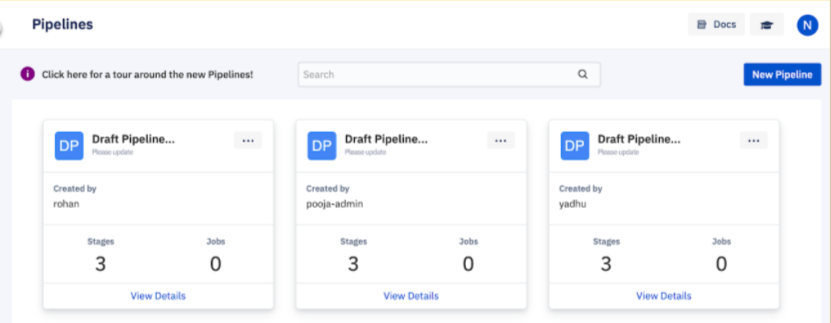 Pipelines
Docs
N
Click here for a tour around the new Pipelines!
Search
New Pipeline
DP Draft Pipeline... ...
Please update
Created by
rohan
Stages Jobs
3 0
View Details
DP Draft Pipeline... ...
Please update
Created by
pooja-admin
Stages Jobs
3 0
View Details
DP Draft Pipeline... ...
Please update
Created by
yadhu
Stages Jobs
3 0
View Details